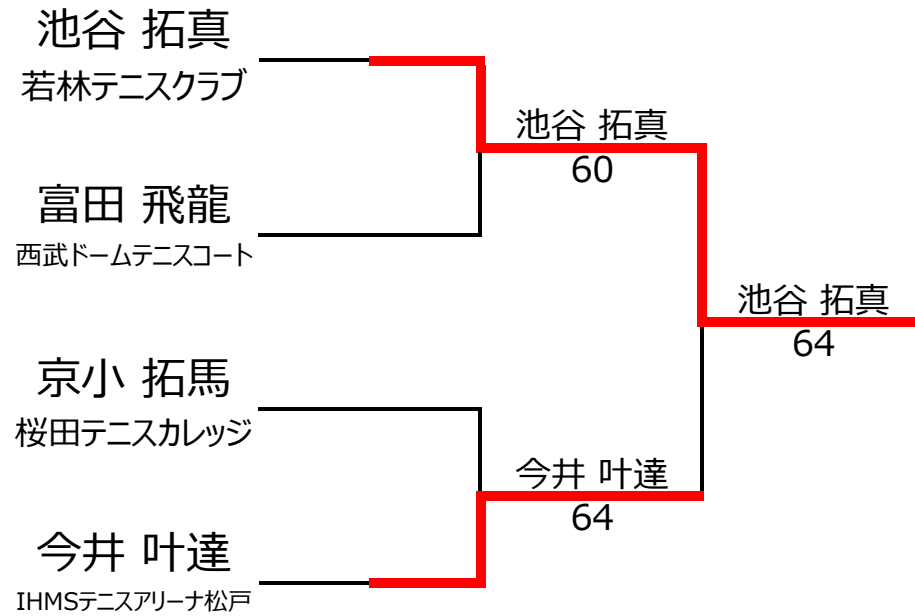 池谷 拓真
若林テニスクラブ
池谷 拓真
60
富田 飛龍
西武ドームテニスコート
池谷 拓真
64
京小 拓馬
桜田テニスカレッジ
今井 叶達
64
今井 叶達
IHMSテニスアリーナ松戸